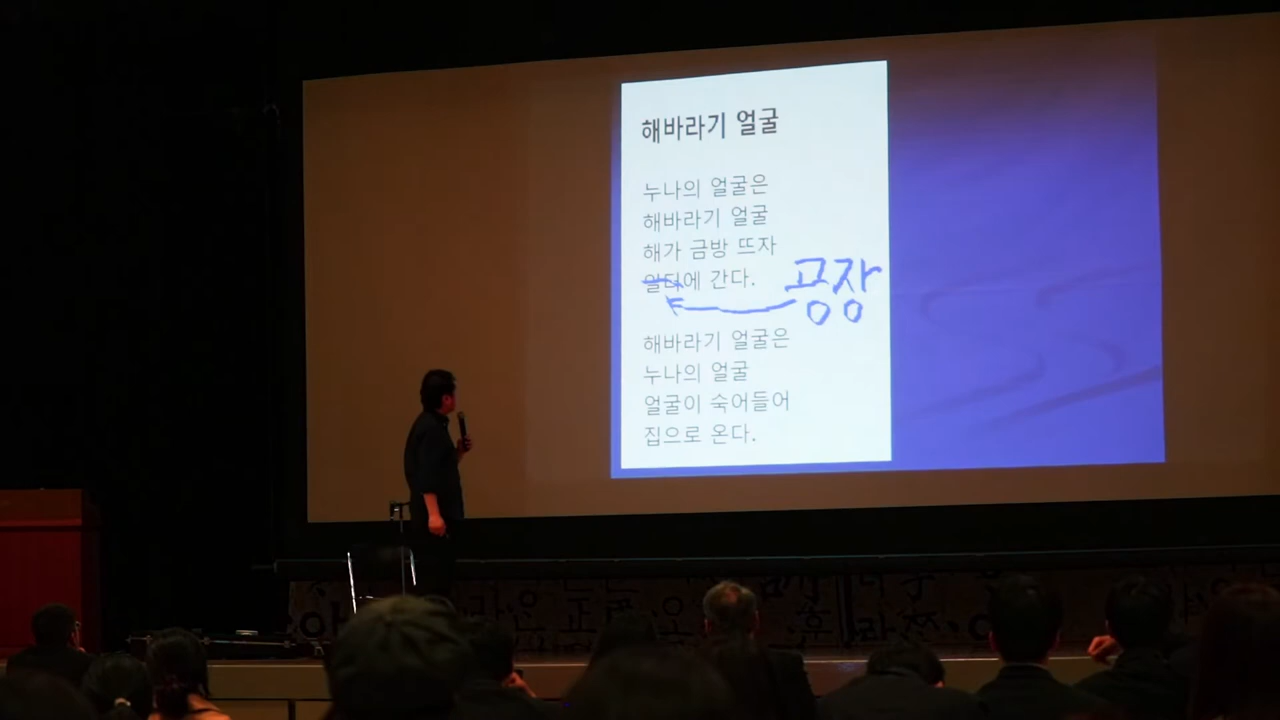 해바라기 얼굴
누나의 얼굴은
해바라기 얼굴
해가 금방 뜨자
일터에 간다.
공장
해바라기 얼굴은
누나의 얼굴
얼굴이 숙어들어
집으로 온다.